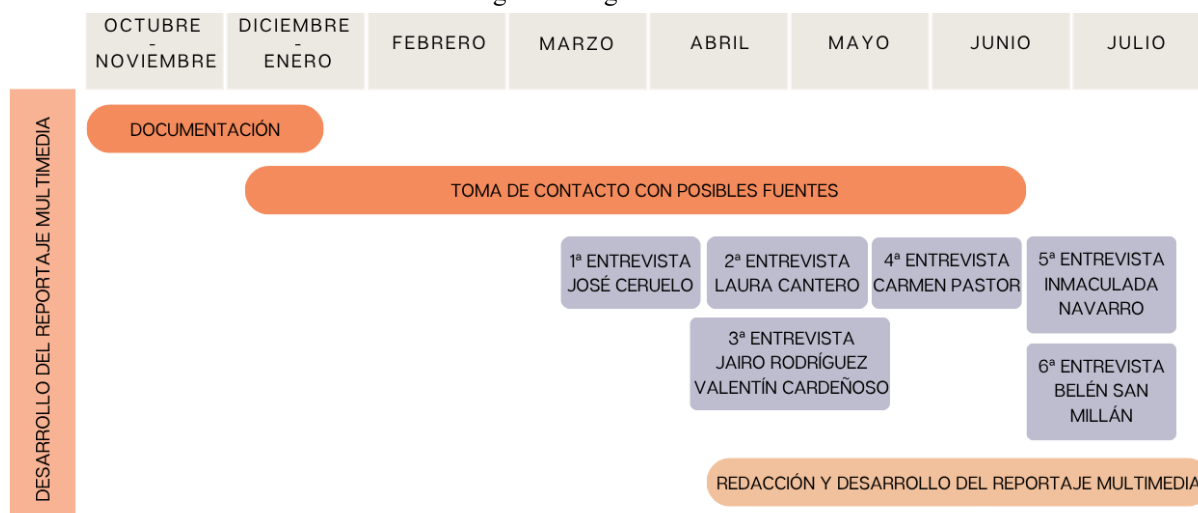 OCTUBRE
-
NOVIEMBRE
DICIEMBRE
-
ENERO
FEBRERO
MARZO
ABRIL
MAYO
JUNIO
JULIO
DESARROLLO DEL REPORTAJE MULTIMEDIA
DOCUMENTACIÓN
TOMA DE CONTACTO CON POSIBLES FUENTES
1ª ENTREVISTA
JOSÉ CERUELO
2ª ENTREVISTA
LAURA CANTERO
4ª ENTREVISTA
CARMEN PASTOR
5ª ENTREVISTA
INMACULADA
NAVARRO
3ª ENTREVISTA
JAIRO RODRÍGUEZ
VALENTÍN CARDEÑOSO
6ª ENTREVISTA
BELÉN SAN
MILLÁN
REDACCIÓN Y DESARROLLO DEL REPORTAJE MULTIMEDIA